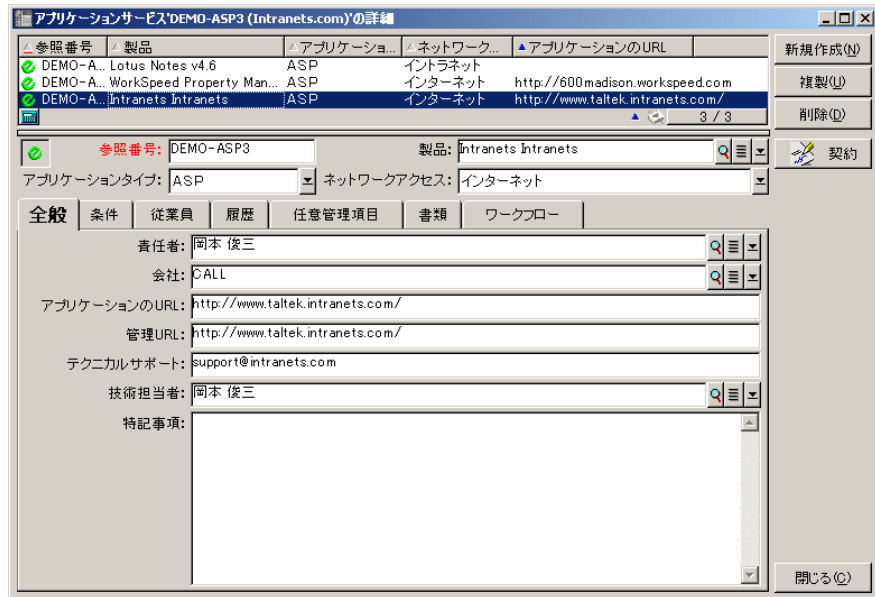 アプリケーションサービス'DEMO-ASP3 (Intranets.com)'の詳細
参照番号 製品 アプリケーショ... ネットワーク... アプリケーションのURL
DEMO-A... Lotus Notes v4.6 ASP イントラネット
DEMO-A... WorkSpeed Property Man... ASP インターネット http://600madison.workspeed.com
DEMO-A... Intranets Intranets ASP インターネット http://www.taltek.intranets.com/
3 / 3
新規作成(N)
複製(U)
削除(D)
契約
参照番号: DEMO-ASP3 製品: Intranets Intranets
アプリケーションタイプ: ASP ネットワークアクセス: インターネット
全般 条件 従業員 履歴 任意管理項目 書類 ワークフロー
責任者: 岡本 俊三
会社: CALL
アプリケーションのURL: http://www.taltek.intranets.com/
管理URL: http://www.taltek.intranets.com/
テクニカルサポート: support@intranets.com
技術担当者: 岡本 俊三
特記事項:
閉じる(C)